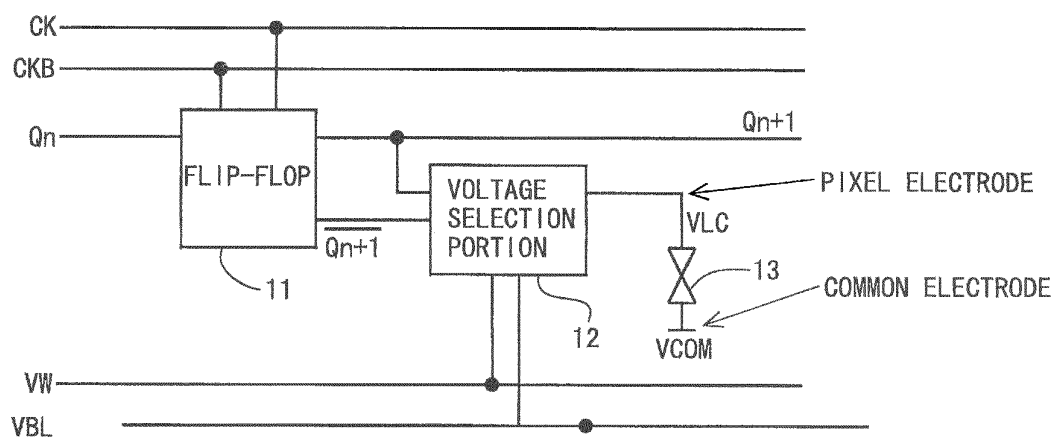 CK
CKB
Qn
Qn+1
FLIP-FLOP
VOLTAGE
SELECTION
PORTION
PIXEL ELECTRODE
VLC
Qn+1
11
12
13
COMMON ELECTRODE
VCOM
VW
VBL